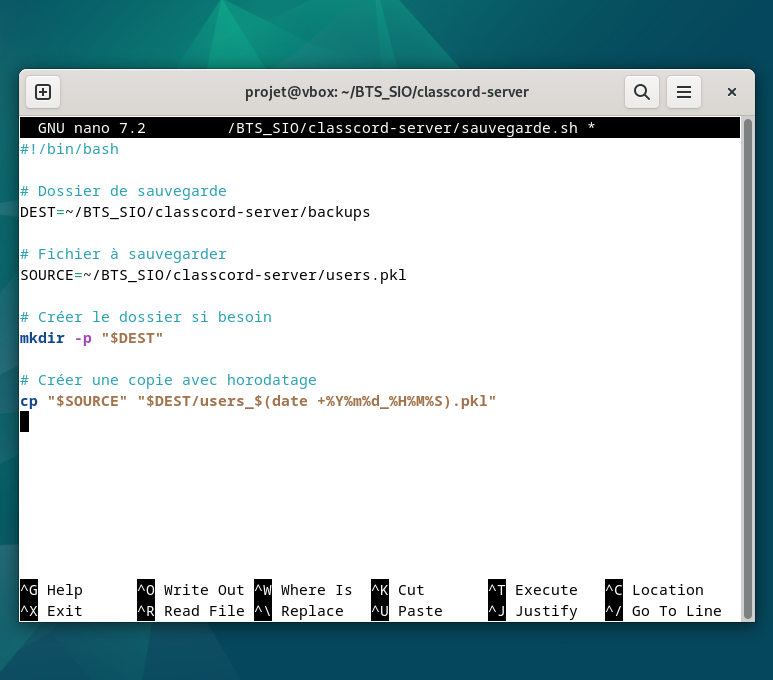 projet@vbox: ~/BTS_SIO/classcord-server
GNU nano 7.2 /BTS_SIO/classcord-server/sauvegarde.sh *
#!/bin/bash
# Dossier de sauvegarde
DEST=~/BTS_SIO/classcord-server/backups
# Fichier à sauvegarder
SOURCE=~/BTS_SIO/classcord-server/users.pkl
# Créer le dossier si besoin
mkdir -p "$DEST"
# Créer une copie avec horodatage
cp "$SOURCE" "$DEST/users_$(date +%Y%m%d_%H%M%S).pkl"
^G Help ^O Write Out ^W Where Is ^K Cut ^T Execute ^C Location
^X Exit ^R Read File ^\ Replace ^U Paste ^J Justify ^/ Go To Line